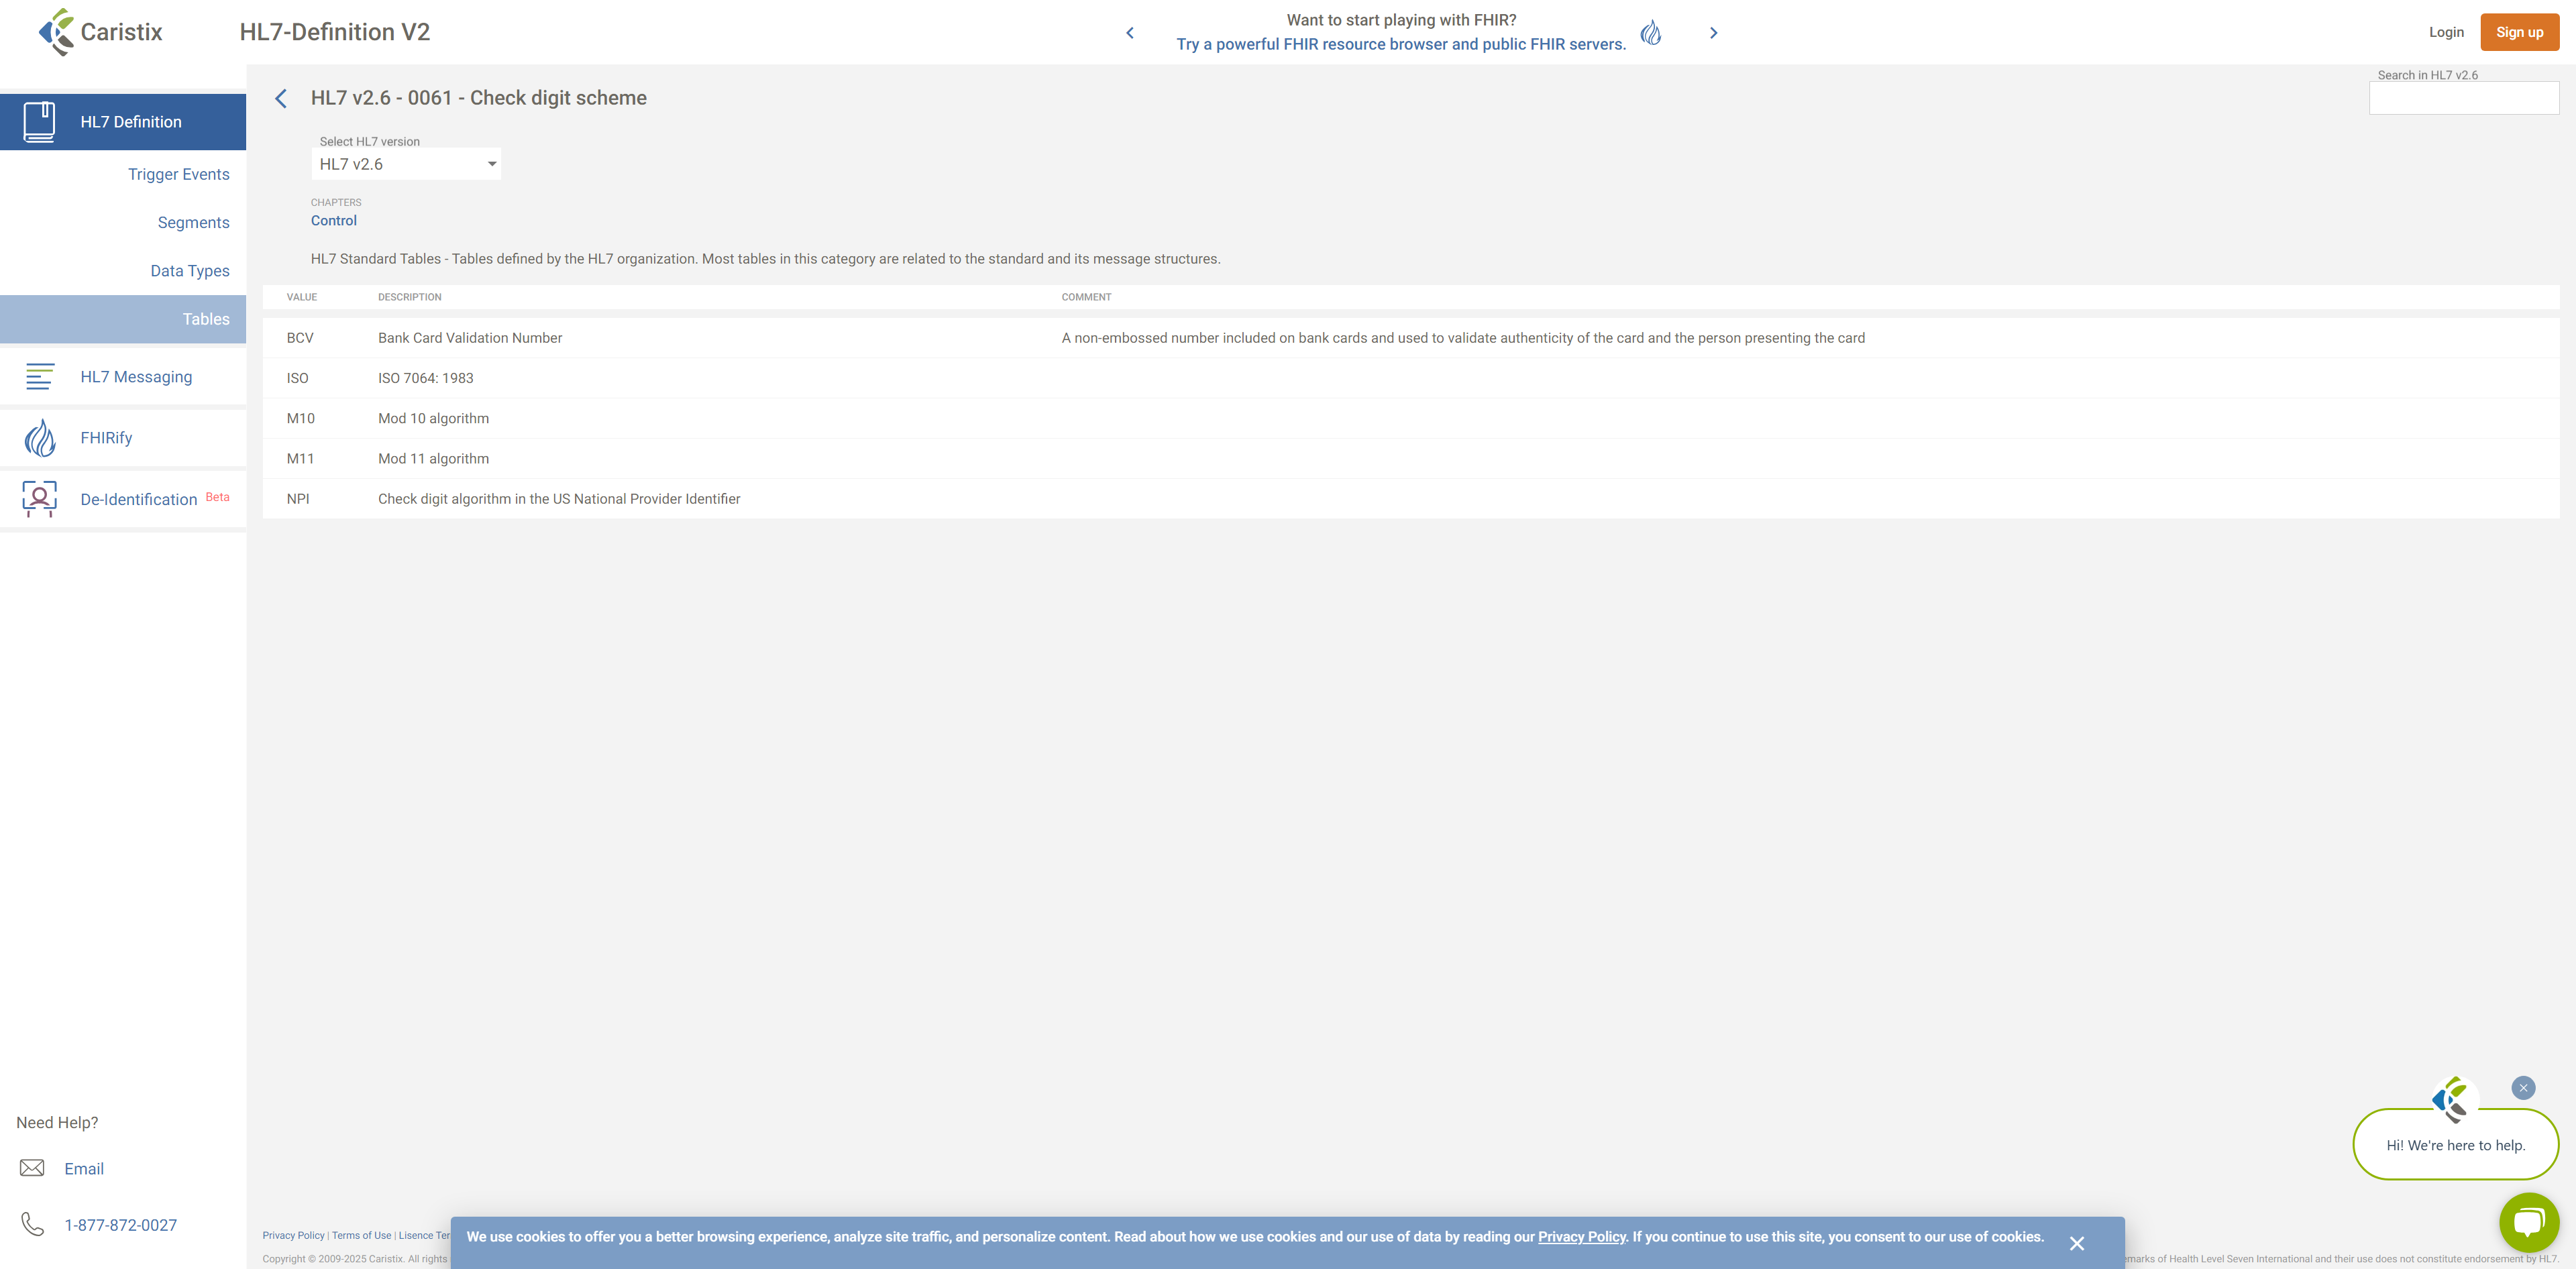 Caristix
HL7-Definition V2
Want to start playing with FHIR?
Try a powerful FHIR resource browser and public FHIR servers.
Login
Sign up
HL7 Definition
Trigger Events
Segments
Data Types
Tables
HL7 Messaging
FHIRify
De-Identification Beta
Need Help?
Email
1-877-872-0027
HL7 v2.6 - 0061 - Check digit scheme
Search in HL7 v2.6
Select HL7 version
HL7 v2.6
CHAPTERS
Control
HL7 Standard Tables - Tables defined by the HL7 organization. Most tables in this category are related to the standard and its message structures.
VALUE DESCRIPTION COMMENT
BCV Bank Card Validation Number A non-embossed number included on bank cards and used to validate authenticity of the card and the person presenting the card
ISO ISO 7064: 1983
M10 Mod 10 algorithm
M11 Mod 11 algorithm
NPI Check digit algorithm in the US National Provider Identifier
Hi! We're here to help.
Privacy Policy | Terms of Use | Lisence Ter
We use cookies to offer you a better browsing experience, analyze site traffic, and personalize content. Read about how we use cookies and our use of data by reading our Privacy Policy. If you continue to use this site, you consent to our use of cookies.
Copyright © 2009-2025 Caristix. All rights
emarks of Health Level Seven International and their use does not constitute endorsement by HL7.